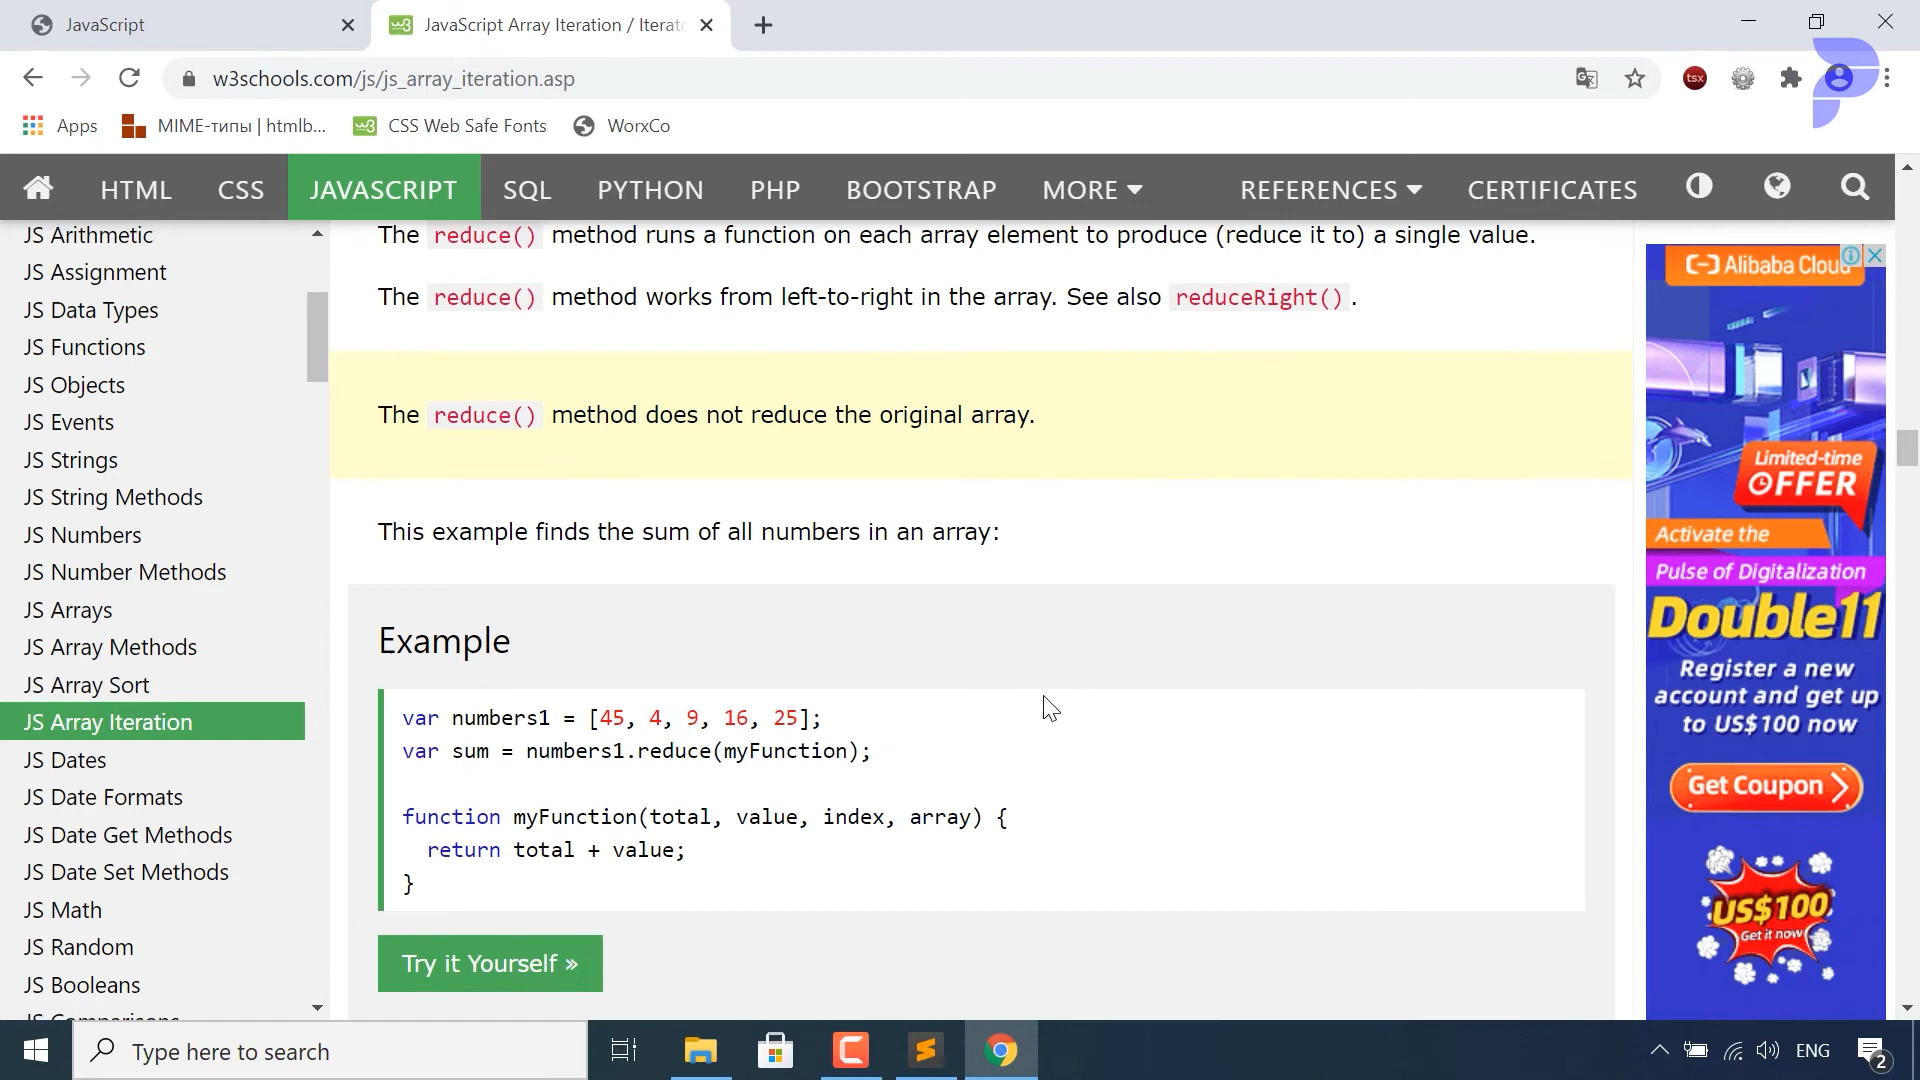 JavaScript
JavaScript Array Iteration / Iterato
w3schools.com/js/js_array_iteration.asp
tsx
Apps
MIME-типы | htmlb...
CSS Web Safe Fonts
WorxCo
HTML
CSS
JAVASCRIPT
SQL
PYTHON
PHP
BOOTSTRAP
MORE
REFERENCES
CERTIFICATES
JS Arithmetic
JS Assignment
JS Data Types
JS Functions
JS Objects
JS Events
JS Strings
JS String Methods
JS Numbers
JS Number Methods
JS Arrays
JS Array Methods
JS Array Sort
JS Array Iteration
JS Dates
JS Date Formats
JS Date Get Methods
JS Date Set Methods
JS Math
JS Random
JS Booleans
JS Comparisons
The reduce() method runs a function on each array element to produce (reduce it to) a single value.
The reduce() method works from left-to-right in the array. See also reduceRight().
The reduce() method does not reduce the original array.
This example finds the sum of all numbers in an array:
Example
var numbers1 = [45, 4, 9, 16, 25];
var sum = numbers1.reduce(myFunction);
function myFunction(total, value, index, array) {
return total + value;
}
Try it Yourself »
Alibaba Cloud
Limited-time
OFFER
Activate the
Pulse of Digitalization
Double11
Register a new
account and get up
to US$100 now
Get Coupon
US$100
Get it now
Type here to search
ENG
2